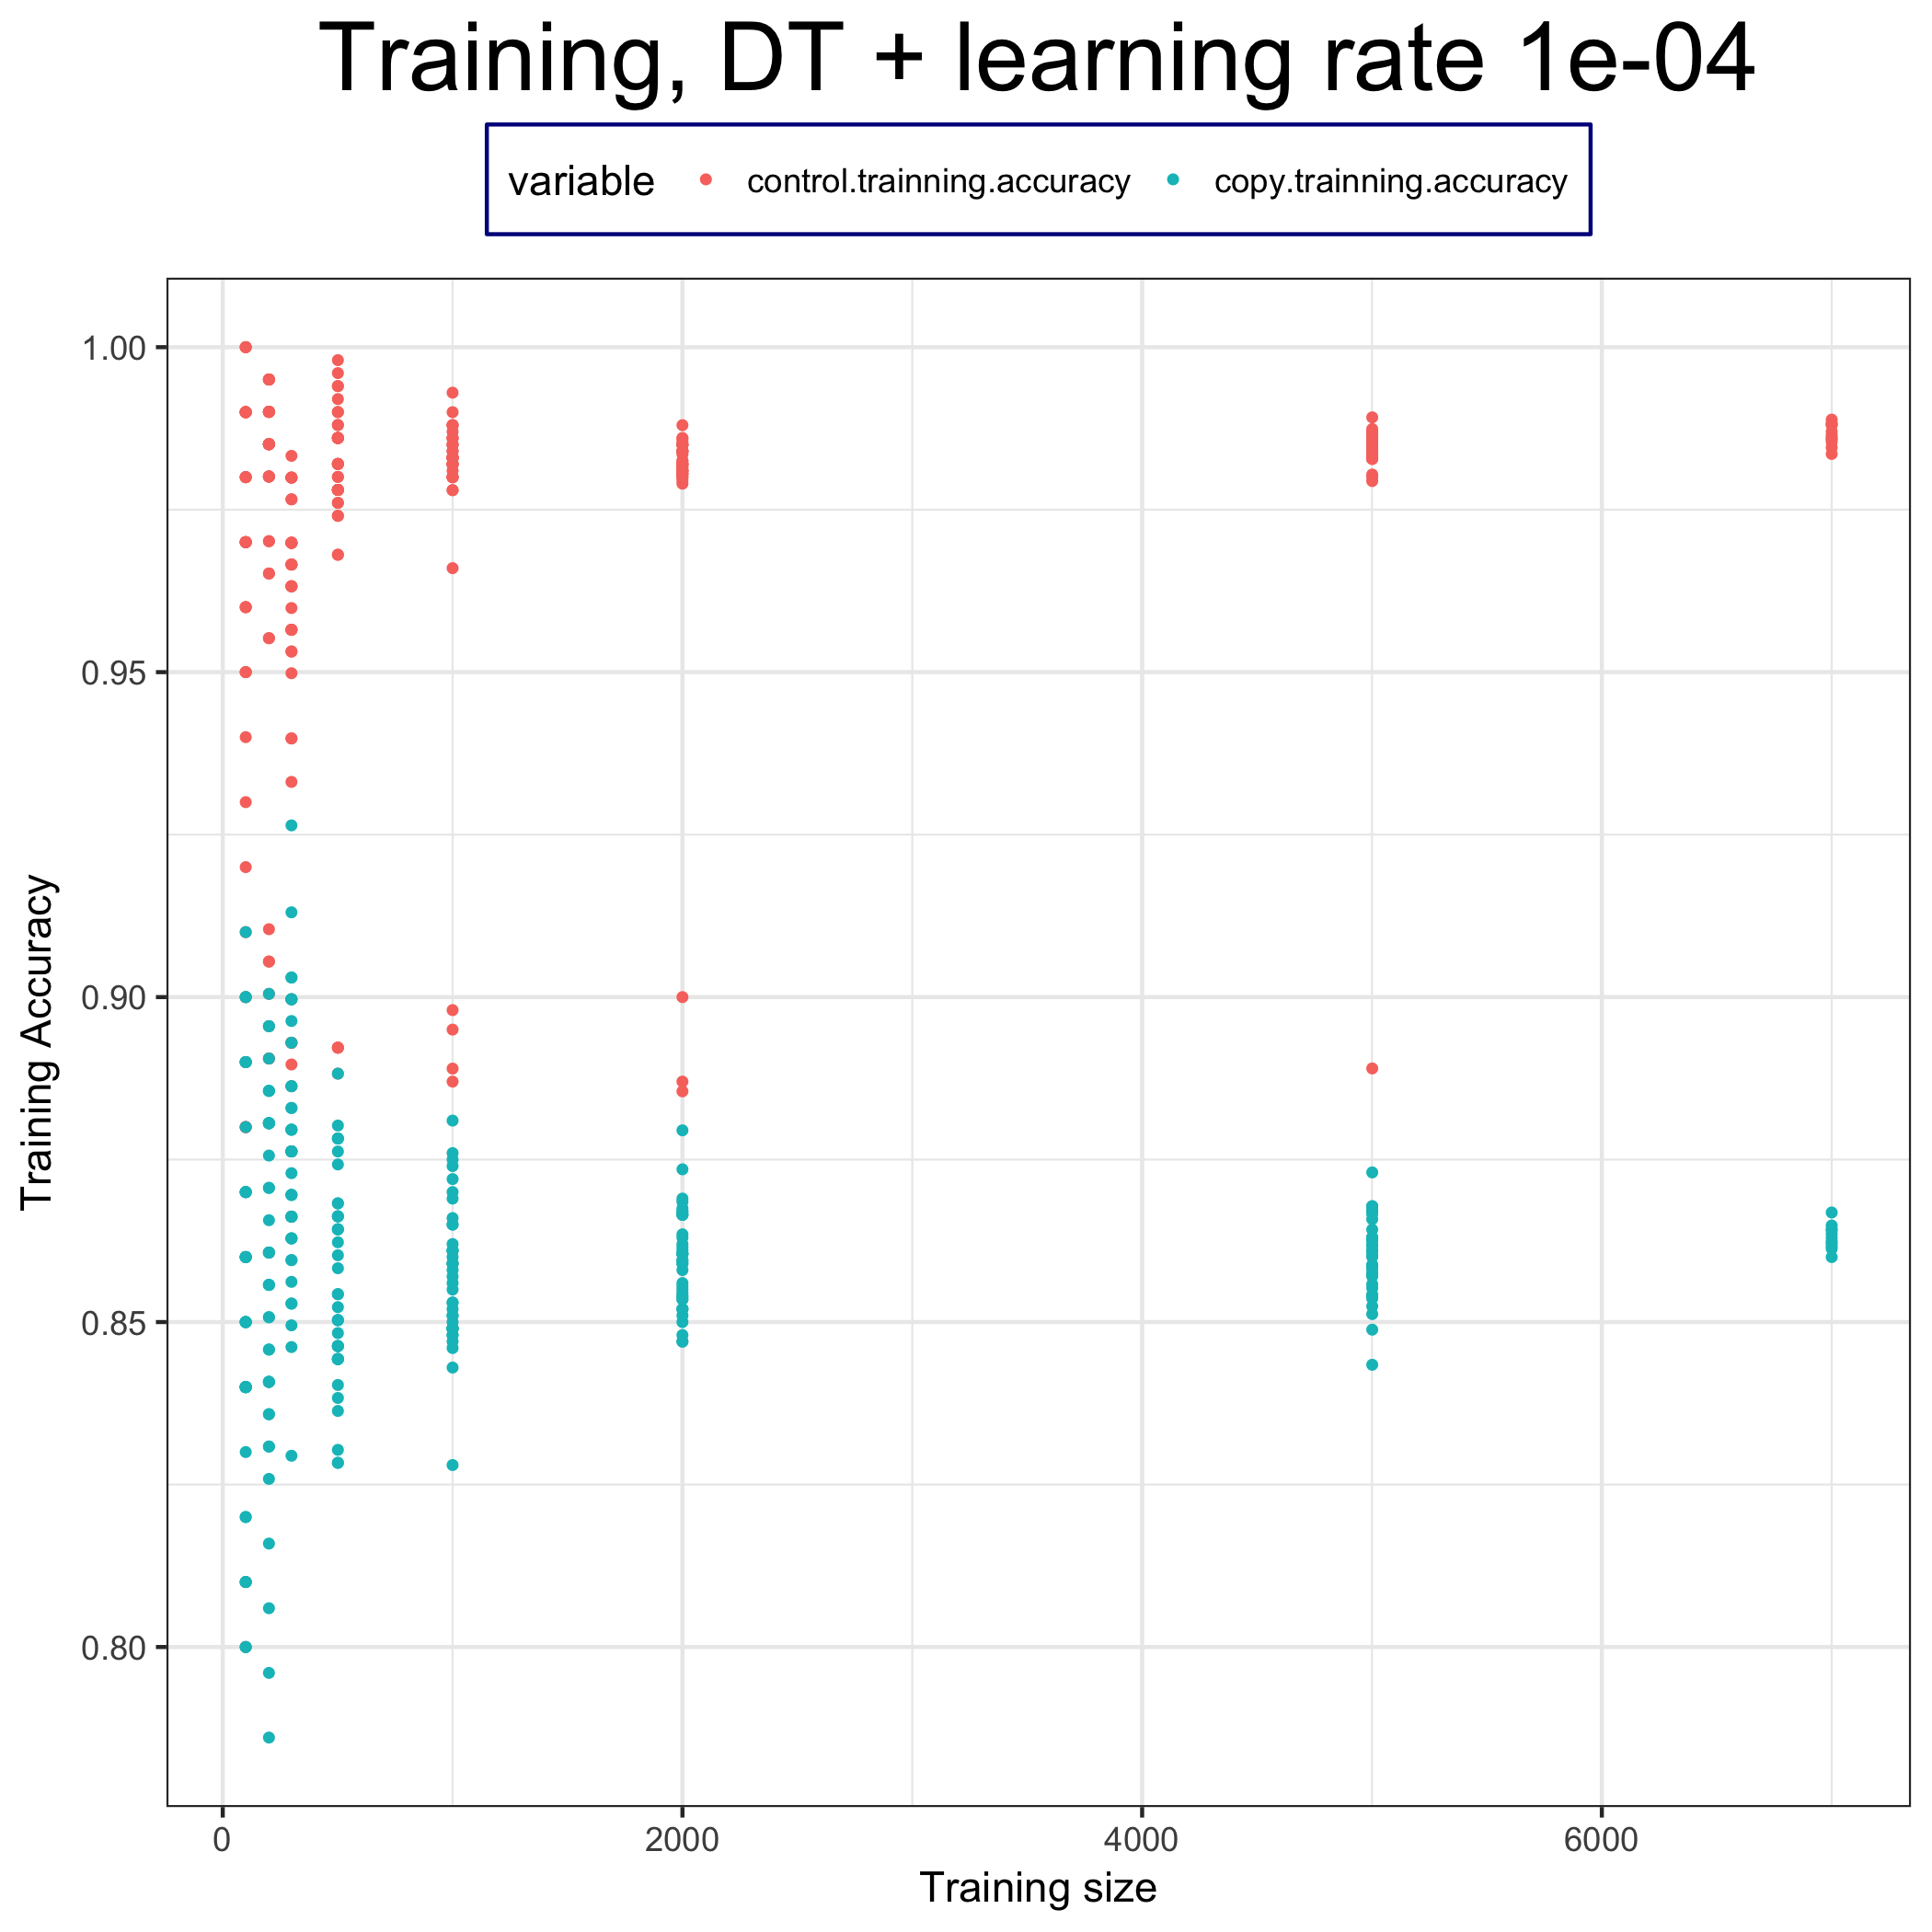 Training, DT + learning rate 1e-04
variable control.trainning.accuracy copy.trainning.accuracy
1.00
0.95
0.90
0.85
0.80
Training Accuracy
0 2000 4000 6000
Training size